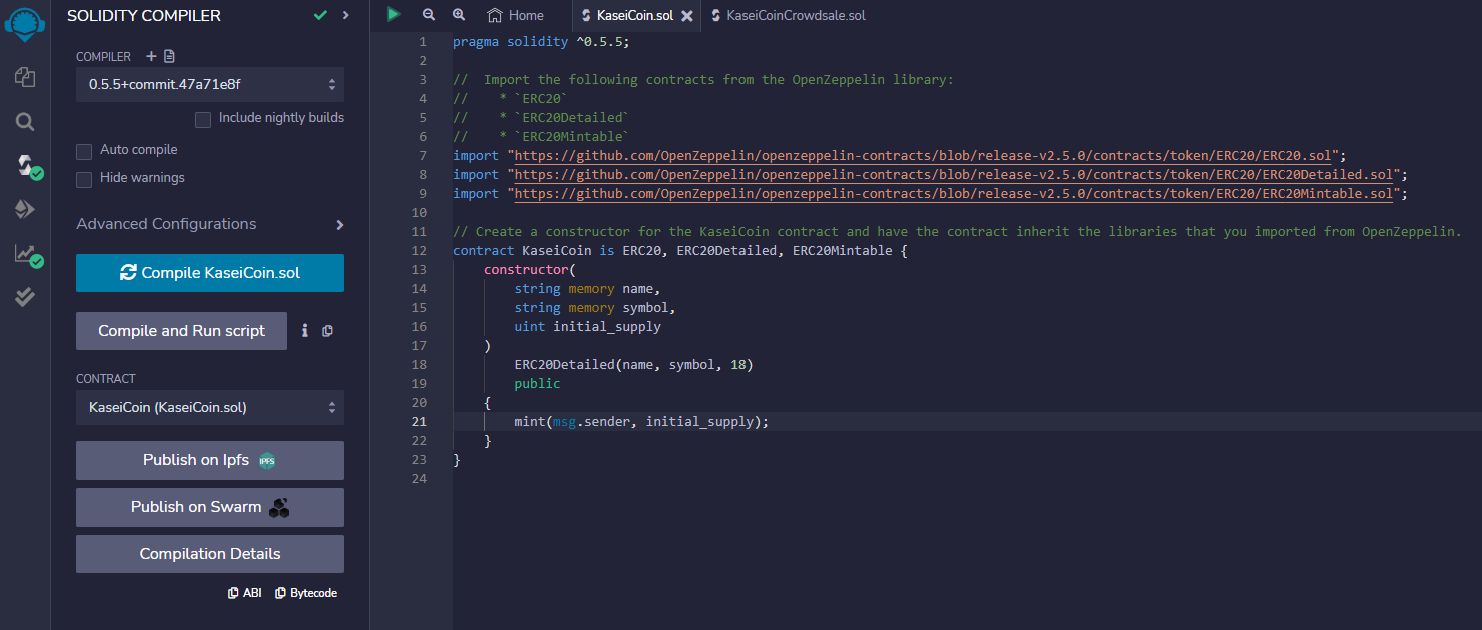 SOLIDITY COMPILER
COMPILER
0.5.5+commit.47a71e8f
Include nightly builds
Auto compile
Hide warnings
Advanced Configurations
Compile KaseiCoin.sol
Compile and Run script
CONTRACT
KaseiCoin (KaseiCoin.sol)
Publish on Ipfs IPFS
Publish on Swarm
Compilation Details
ABI Bytecode
Home KaseiCoin.sol KaseiCoinCrowdsale.sol
1 pragma solidity ^0.5.5;
2
3 //  Import the following contracts from the OpenZeppelin library:
4 //    * `ERC20`
5 //    * `ERC20Detailed`
6 //    * `ERC20Mintable`
7 import "https://github.com/OpenZeppelin/openzeppelin-contracts/blob/release-v2.5.0/contracts/token/ERC20/ERC20.sol";
8 import "https://github.com/OpenZeppelin/openzeppelin-contracts/blob/release-v2.5.0/contracts/token/ERC20/ERC20Detailed.sol";
9 import "https://github.com/OpenZeppelin/openzeppelin-contracts/blob/release-v2.5.0/contracts/token/ERC20/ERC20Mintable.sol";
10
11 // Create a constructor for the KaseiCoin contract and have the contract inherit the libraries that you imported from OpenZeppelin.
12 contract KaseiCoin is ERC20, ERC20Detailed, ERC20Mintable {
13     constructor(
14         string memory name,
15         string memory symbol,
16         uint initial_supply
17     )
18         ERC20Detailed(name, symbol, 18)
19         public
20     {
21         mint(msg.sender, initial_supply);
22     }
23 }
24